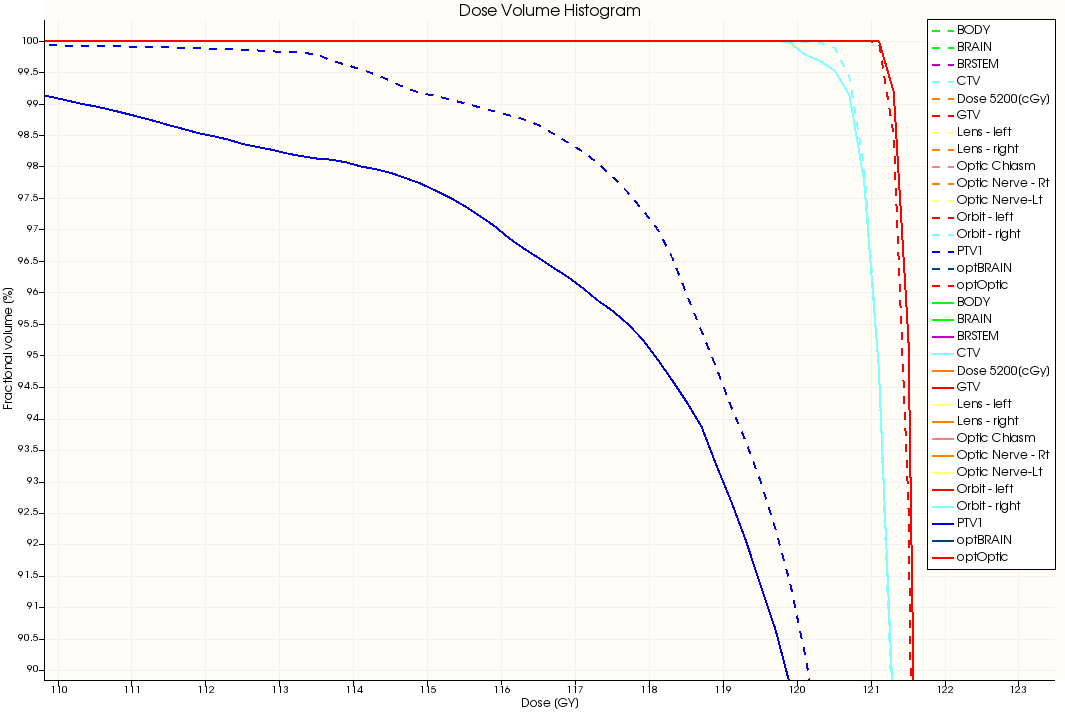 Dose Volume Histogram
Fractional volume (%)
100
99.5
99
98.5
98
97.5
97
96.5
96
95.5
95
94.5
94
93.5
93
92.5
92
91.5
91
90.5
90
110 111 112 113 114 115 116 117 118 119 120 121 122 123
Dose (GY)
BODY
BRAIN
BRSTEM
CTV
Dose 5200(cGy)
GTV
Lens - left
Lens - right
Optic Chiasm
Optic Nerve - Rt
Optic Nerve-Lt
Orbit - left
Orbit - right
PTV1
optBRAIN
optOptic
BODY
BRAIN
BRSTEM
CTV
Dose 5200(cGy)
GTV
Lens - left
Lens - right
Optic Chiasm
Optic Nerve - Rt
Optic Nerve-Lt
Orbit - left
Orbit - right
PTV1
optBRAIN
optOptic